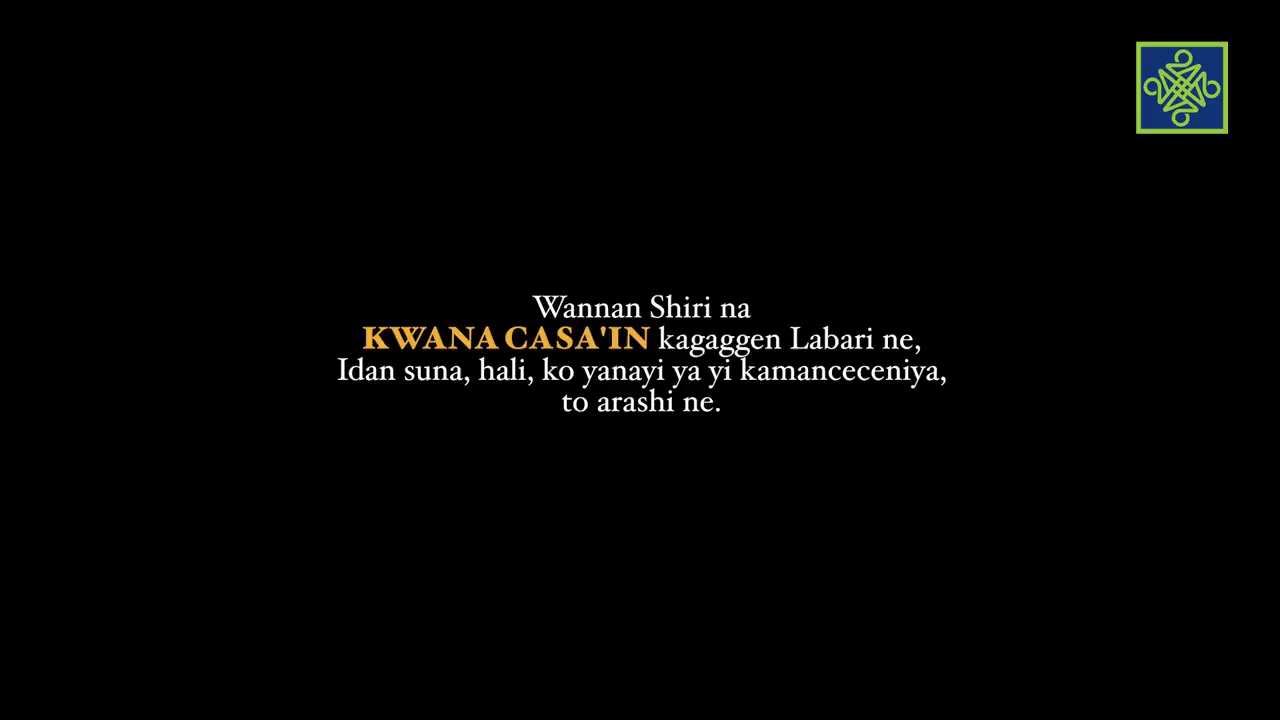 Wannan Shiri na
KWANA CASA'IN kagaggen Labari ne,
Idan suna, hali, ko yanayi ya yi kamanceceniya,
to arashi ne.